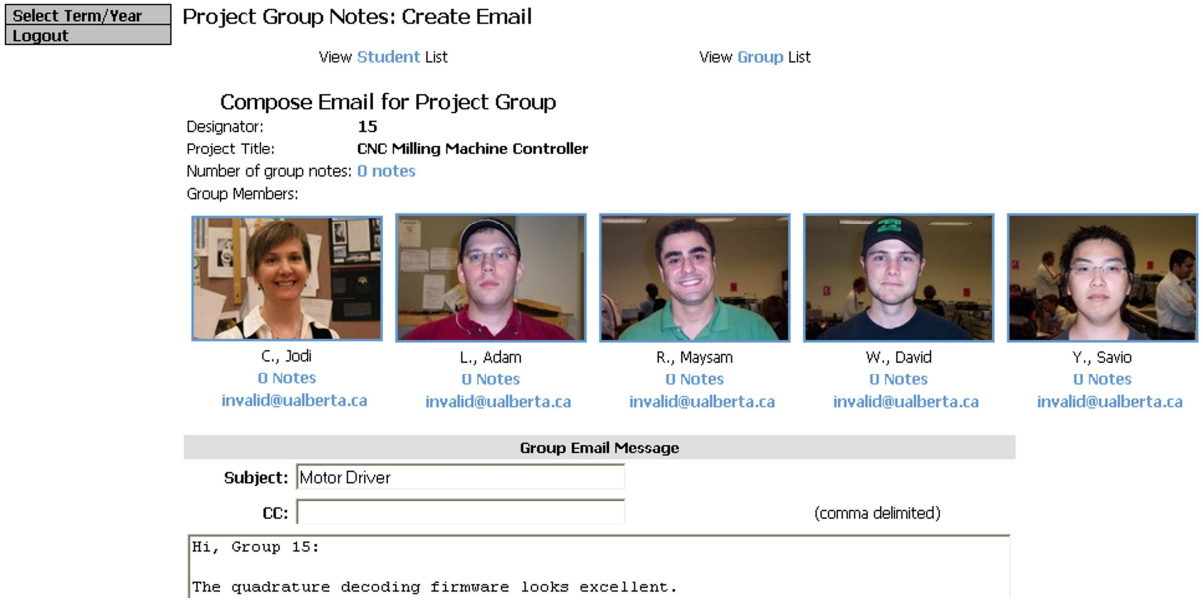 Select Term/Year
Logout
Project Group Notes: Create Email
View Student List
View Group List
Compose Email for Project Group
Designator: 15
Project Title: CNC Milling Machine Controller
Number of group notes: 0 notes
Group Members:
C., Jodi
L., Adam
R., Maysam
W., David
Y., Savio
0 Notes
0 Notes
0 Notes
0 Notes
0 Notes
invalid@ualberta.ca
invalid@ualberta.ca
invalid@ualberta.ca
invalid@ualberta.ca
invalid@ualberta.ca
Group Email Message
Subject: Motor Driver
CC: (comma delimited)
Hi, Group 15:
The quadrature decoding firmware looks excellent.